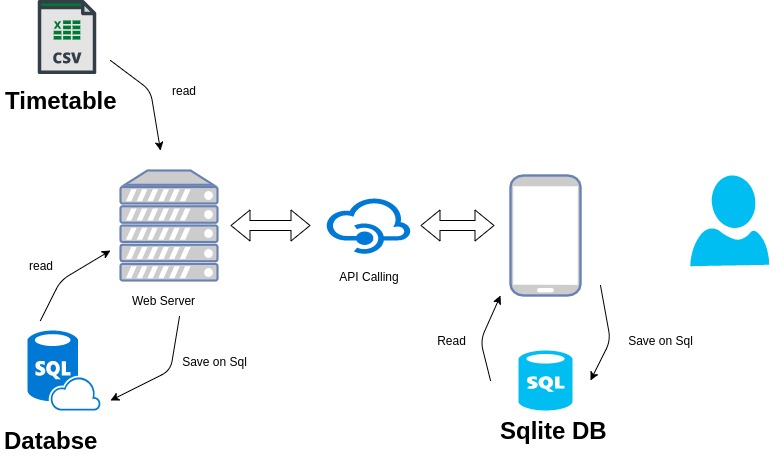 CSV
Timetable
read
read
Web Server
API Calling
Save on Sql
SQL
Databse
Read
Save on Sql
SQL
Sqlite DB